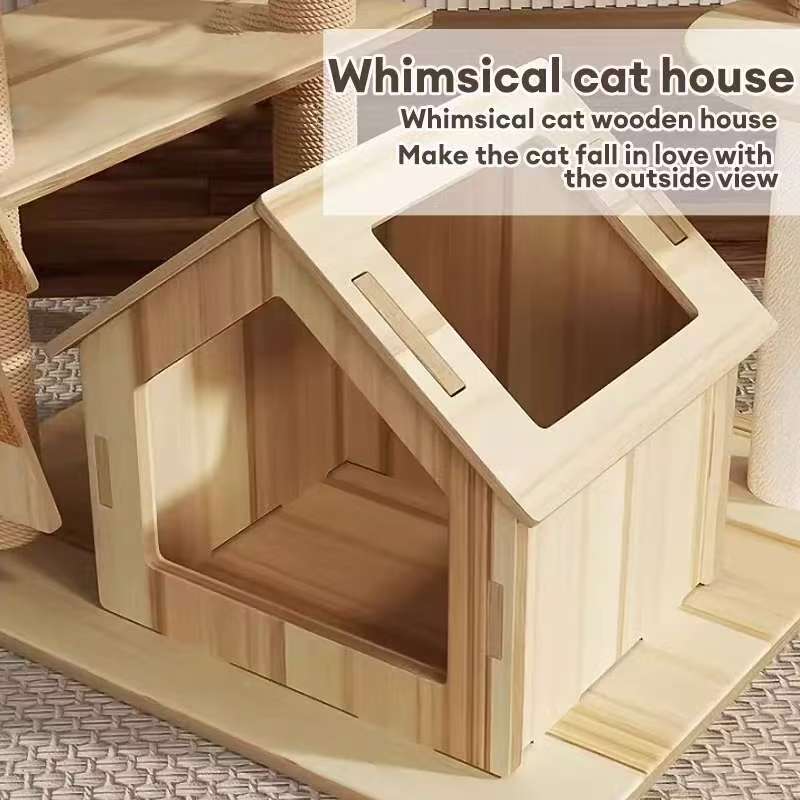 Whimsical cat house
Whimsical cat wooden house
Make the cat fall in love with
the outside view